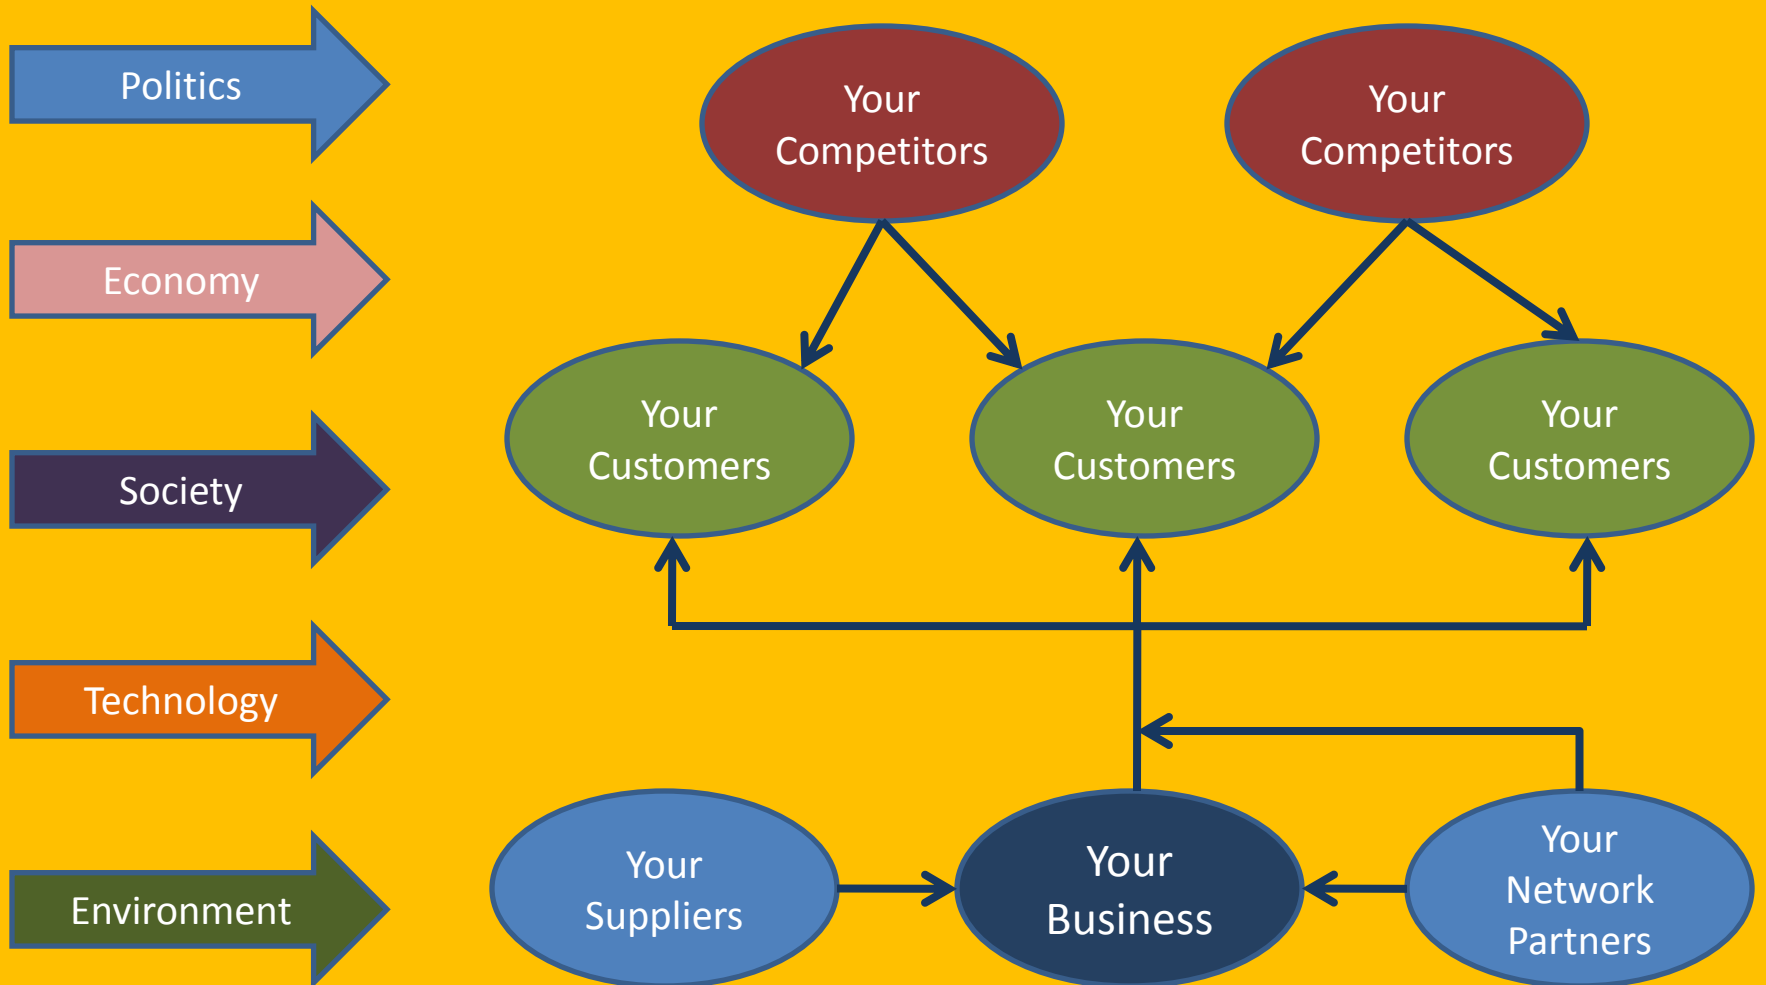 Politics
Economy
Society
Technology
Environment
Your
Competitors
Your
Competitors
Your
Customers
Your
Customers
Your
Customers
Your
Suppliers
Your
Business
Your
Network
Partners